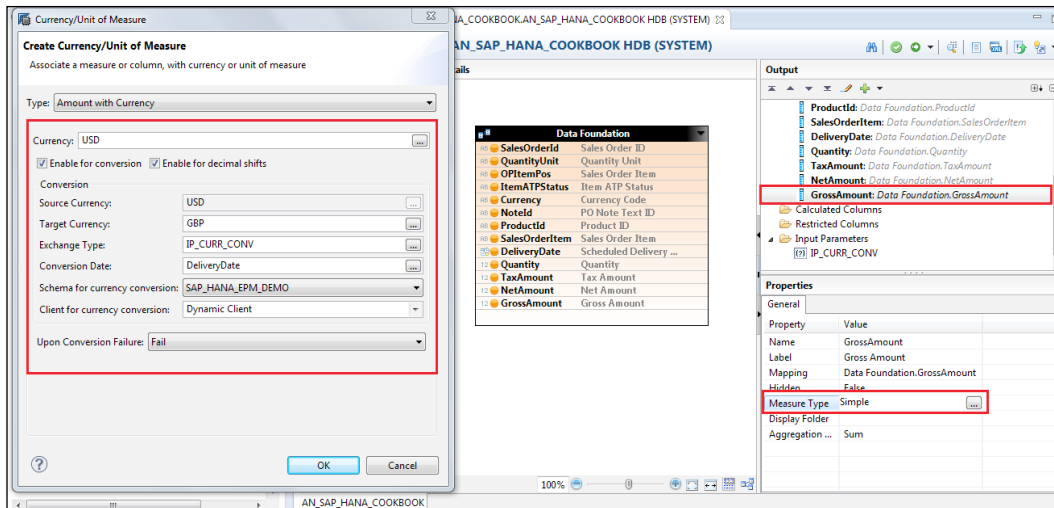 Currency/Unit of Measure
Create Currency/Unit of Measure
Associate a measure or column, with currency or unit of measure
Type: Amount with Currency
Currency: USD
Enable for conversion Enable for decimal shifts
Conversion
Source Currency: USD
Target Currency: GBP
Exchange Type: IP_CURR_CONV
Conversion Date: DeliveryDate
Schema for currency conversion: SAP_HANA_EPM_DEMO
Client for currency conversion: Dynamic Client
Upon Conversion Failure: Fail
OK Cancel
NA_COOKBOOK.AN_SAP_HANA_COOKBOOK HDB (SYSTEM)
AN_SAP_HANA_COOKBOOK HDB (SYSTEM)
ails
Data Foundation
SalesOrderId Sales Order ID
QuantityUnit Quantity Unit
OPItemPos Sales Order Item
ItemATPStatus Item ATP Status
Currency Currency Code
NoteId PO Note Text ID
ProductId Product ID
SalesOrderItem Sales Order Item
DeliveryDate Scheduled Delivery ...
12 Quantity Quantity
12 TaxAmount Tax Amount
12 NetAmount Net Amount
12 GrossAmount Gross Amount
100%
AN_SAP_HANA_COOKBOOK
Output
ProductId: Data Foundation.ProductId
SalesOrderItem: Data Foundation.SalesOrderItem
DeliveryDate: Data Foundation.DeliveryDate
Quantity: Data Foundation.Quantity
TaxAmount: Data Foundation.TaxAmount
NetAmount: Data Foundation.NetAmount
GrossAmount: Data Foundation.GrossAmount
Calculated Columns
Restricted Columns
Input Parameters
IP_CURR_CONV
Properties
General
Property Value
Name GrossAmount
Label Gross Amount
Mapping Data Foundation.GrossAmount
Hidden False
Measure Type Simple
Display Folder
Aggregation ... Sum